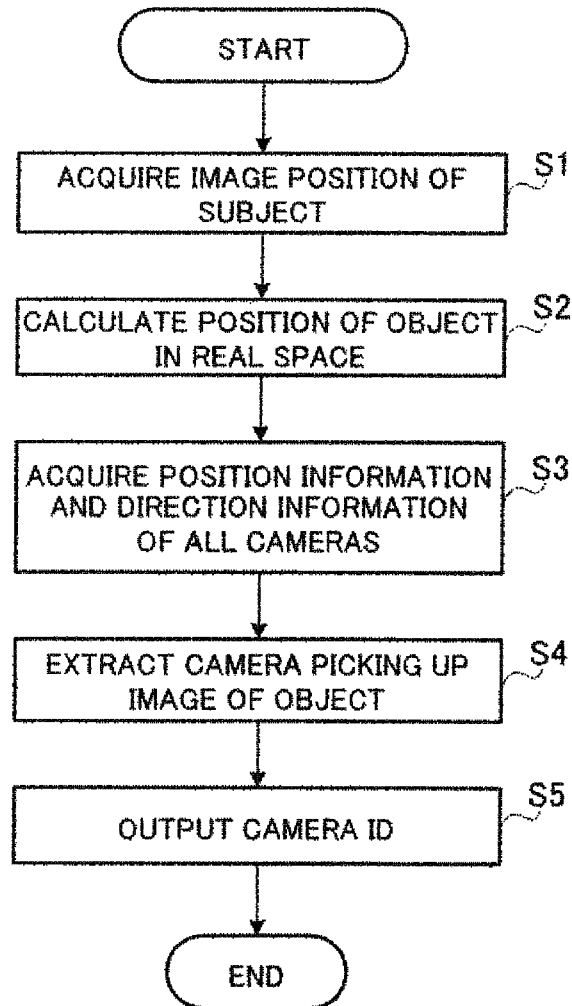 START
ACQUIRE IMAGE POSITION OF
SUBJECT
S1
CALCULATE POSITION OF OBJECT
IN REAL SPACE
S2
ACQUIRE POSITION INFORMATION
AND DIRECTION INFORMATION
OF ALL CAMERAS
S3
EXTRACT CAMERA PICKING UP
IMAGE OF OBJECT
S4
OUTPUT CAMERA ID
S5
END